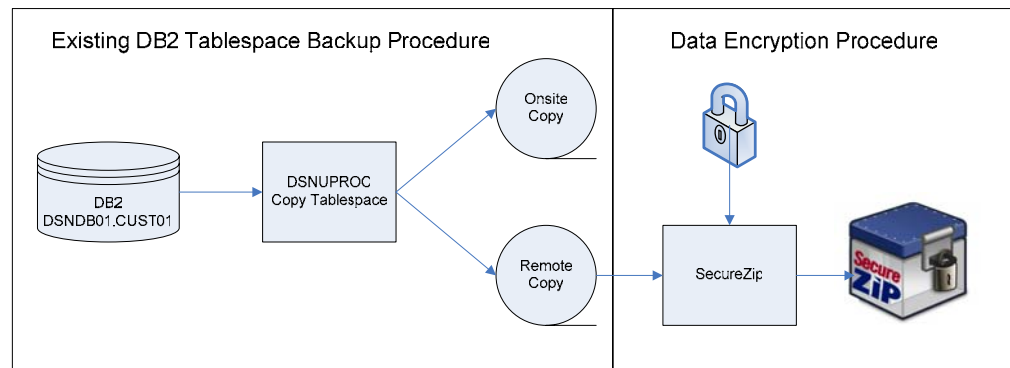 Existing DB2 Tablespace Backup Procedure
Data Encryption Procedure
DB2
DSNDB01.CUST01
DSNUPROC
Copy Tablespace
Onsite
Copy
Remote
Copy
SecureZip
Secure
ZIP